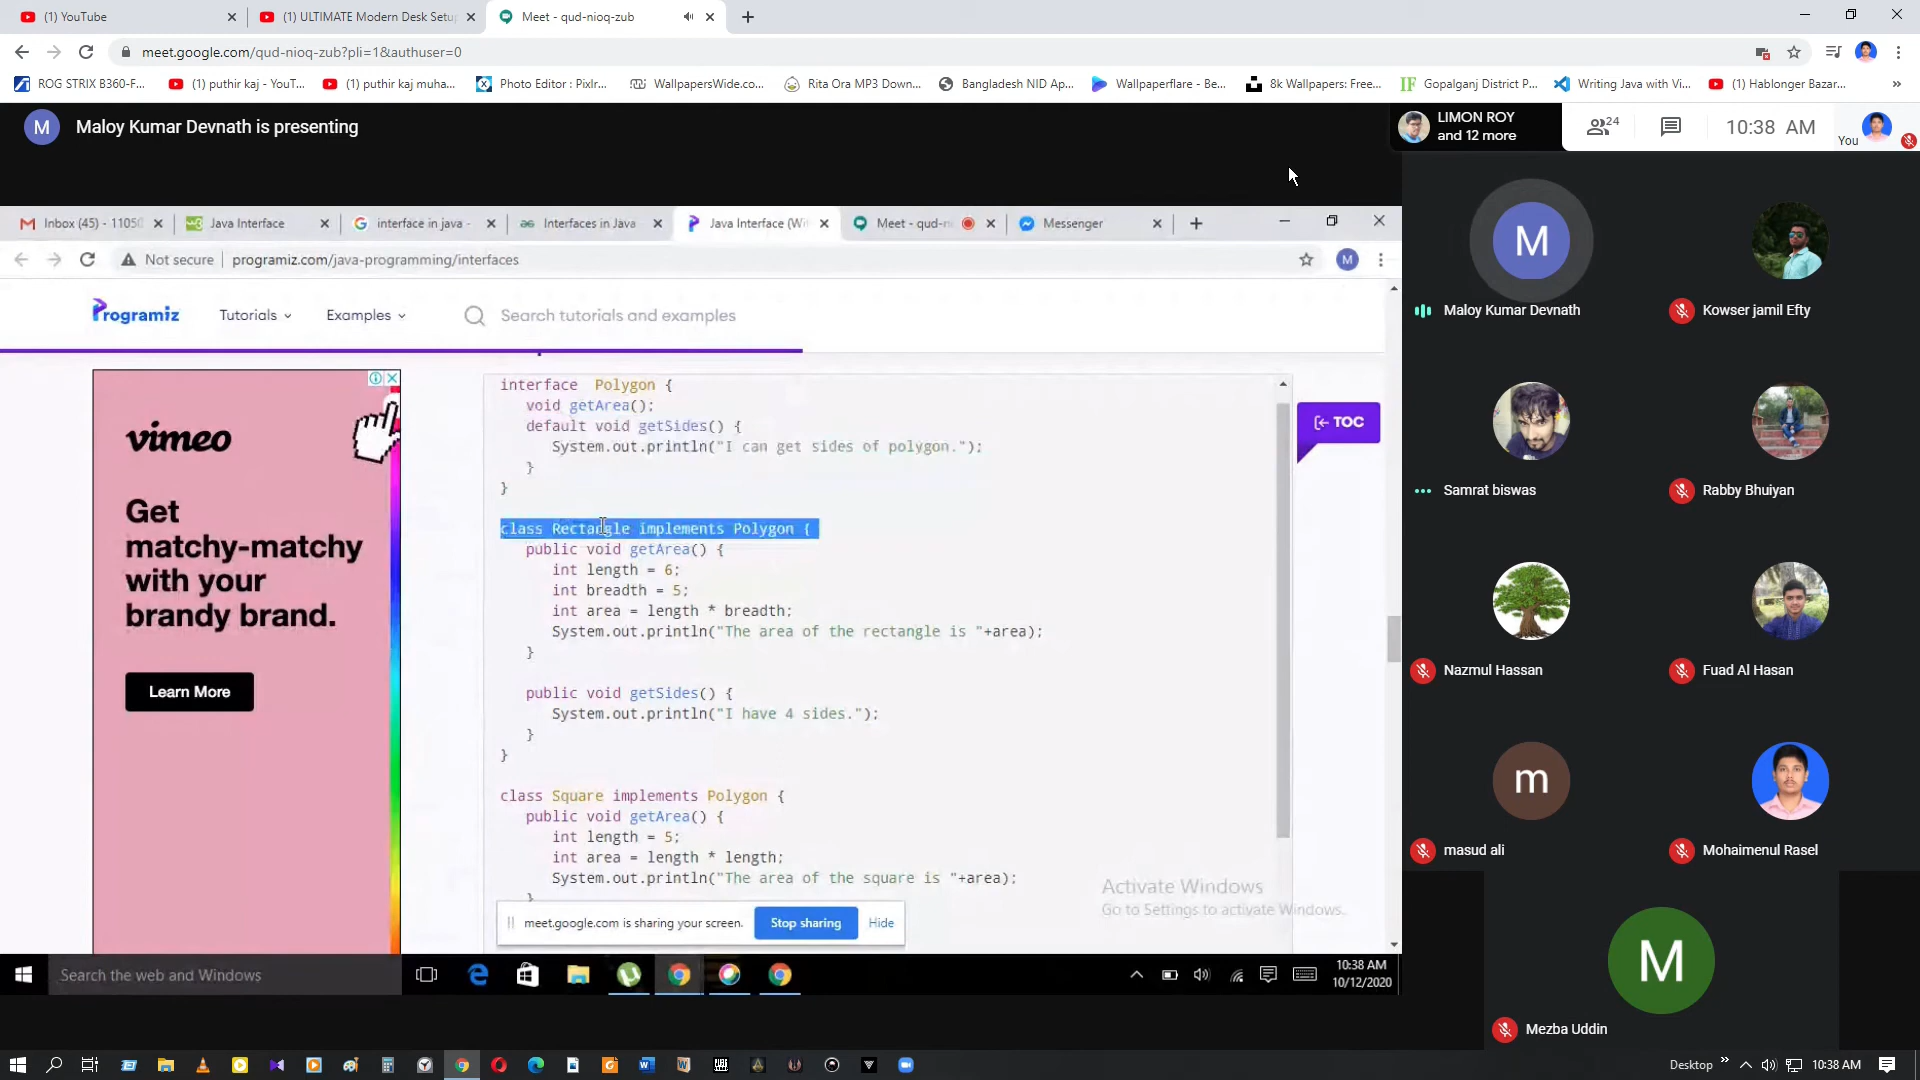 (1) YouTube
(1) ULTIMATE Modern Desk Setup
Meet - qud-nioq-zub
meet.google.com/qud-nioq-zub?pli=1&authuser=0
ROG STRIX B360-F...
(1) puthir kaj - YouT...
(1) puthir kaj muha...
Photo Editor : Pixlr...
WallpapersWide.co...
Rita Ora MP3 Down...
Bangladesh NID Ap...
Wallpaperflare - Be...
8k Wallpapers: Free...
Gopalganj District P...
Writing Java with Vi...
(1) Hablonger Bazar...
M
Maloy Kumar Devnath is presenting
LIMON ROY
and 12 more
24
10:38 AM
You
Inbox (45) - 11050
Java Interface
interface in java -
Interfaces in Java
Java Interface (Wit
Meet - qud-ni
Messenger
Not secure
programiz.com/java-programming/interfaces
M
Programiz
Tutorials
Examples
Search tutorials and examples
vimeo
Get
matchy-matchy
with your
brandy brand.
Learn More
interface Polygon {
void getArea();
default void getSides() {
System.out.println("I can get sides of polygon.");
}
}
class Rectangle implements Polygon {
public void getArea() {
int length = 6;
int breadth = 5;
int area = length * breadth;
System.out.println("The area of the rectangle is "+area);
}
public void getSides() {
System.out.println("I have 4 sides.");
}
}
class Square implements Polygon {
public void getArea() {
int length = 5;
int area = length * length;
System.out.println("The area of the square is "+area);
}
TOC
Activate Windows
Go to Settings to activate Windows.
meet.google.com is sharing your screen.
Stop sharing
Hide
Search the web and Windows
10:38 AM
10/12/2020
M
Maloy Kumar Devnath
Kowser jamil Efty
Samrat biswas
Rabby Bhuiyan
Nazmul Hassan
Fuad Al Hasan
m
masud ali
Mohaimenul Rasel
M
Mezba Uddin
Desktop
10:38 AM